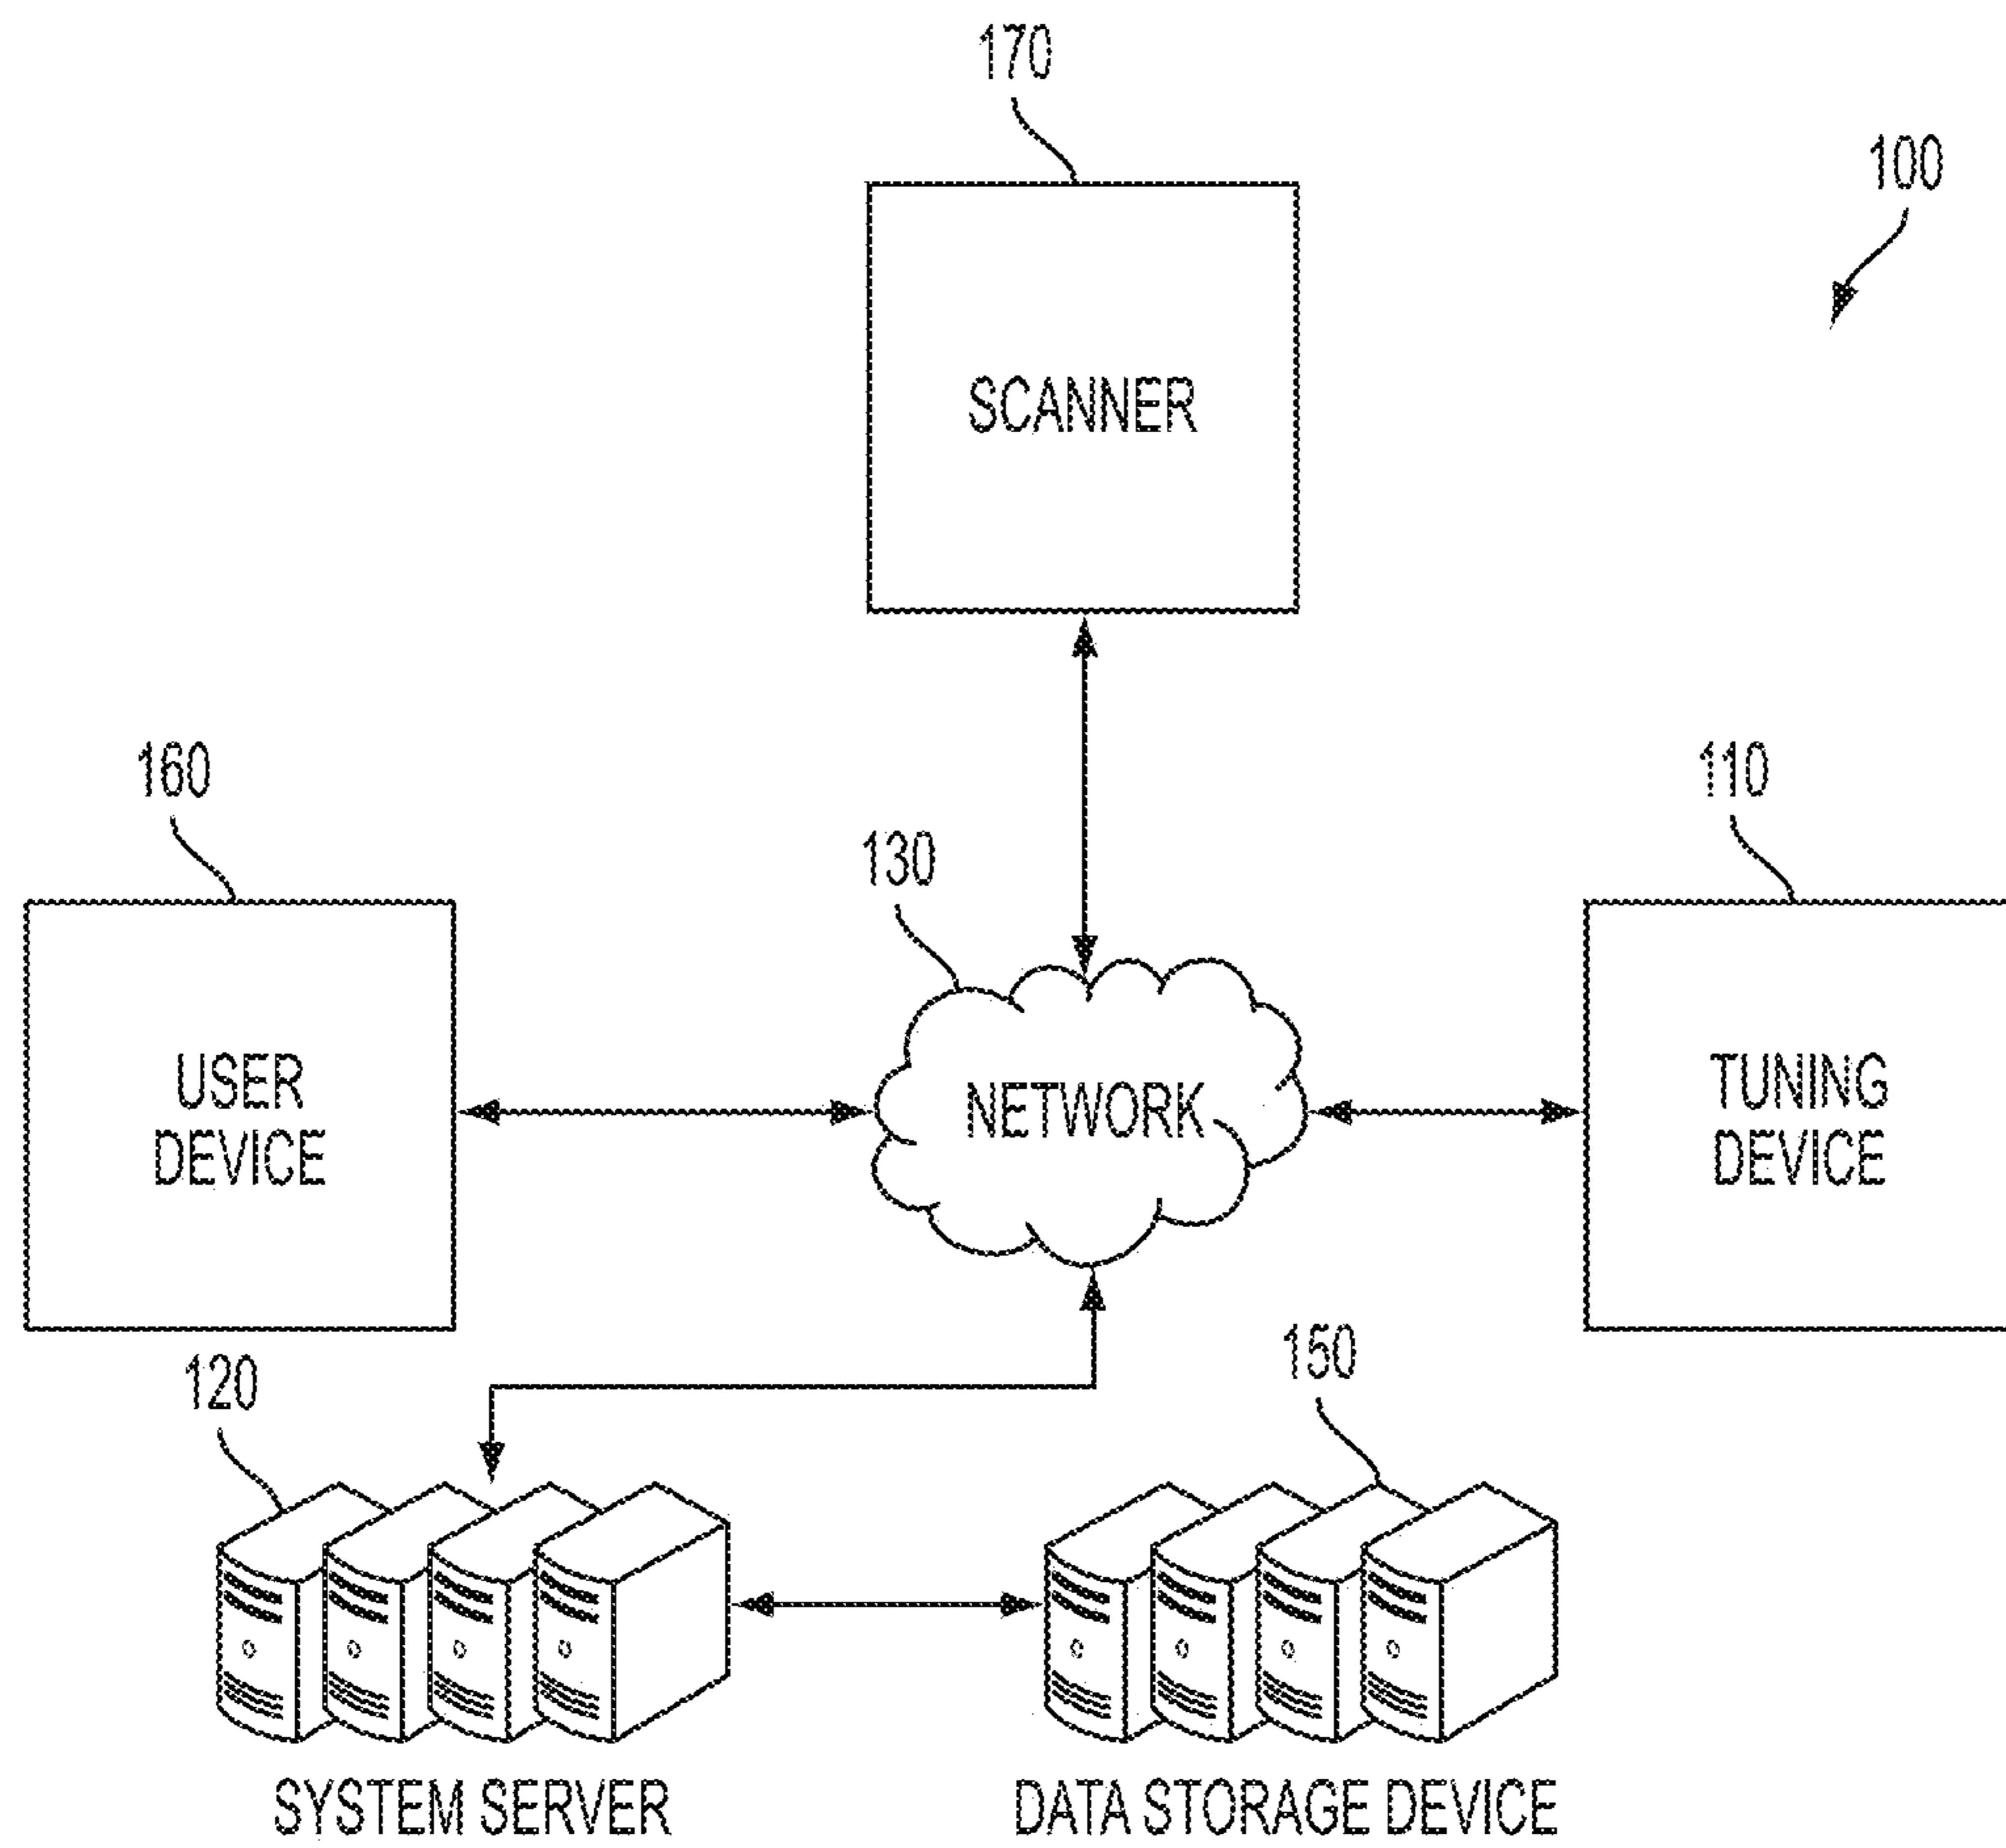 170
100
SCANNER
160
110
130
USER
DEVICE
NETWORK
TUNING
DEVICE
120
150
SYSTEM SERVER
DATA STORAGE DEVICE